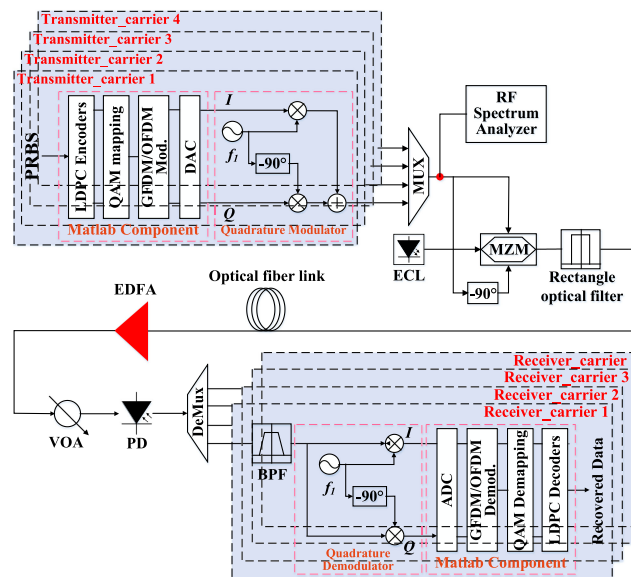 Transmitter_carrier 4
Transmitter_carrier 3
Transmitter_carrier 2
Transmitter_carrier 1
PRBS
LDPC Encoders
QAM mapping
GFDM/OFDM
Mod.
DAC
I
f_I
-90°
Q
Matlab Component
Quadrature Modulator
MUX
RF
Spectrum
Analyzer
ECL
MZM
-90°
Rectangle
optical filter
Optical fiber link
EDFA
VOA
PD
DeMux
Receiver_carrier
Receiver_carrier 3
Receiver_carrier 2
Receiver_carrier 1
BPF
I
f_I
-90°
Q
Quadrature
Demodulator
ADC
GFDM/OFDM
Demod.
QAM Demapping
LDPC Decoders
Matlab Component
Recovered Data